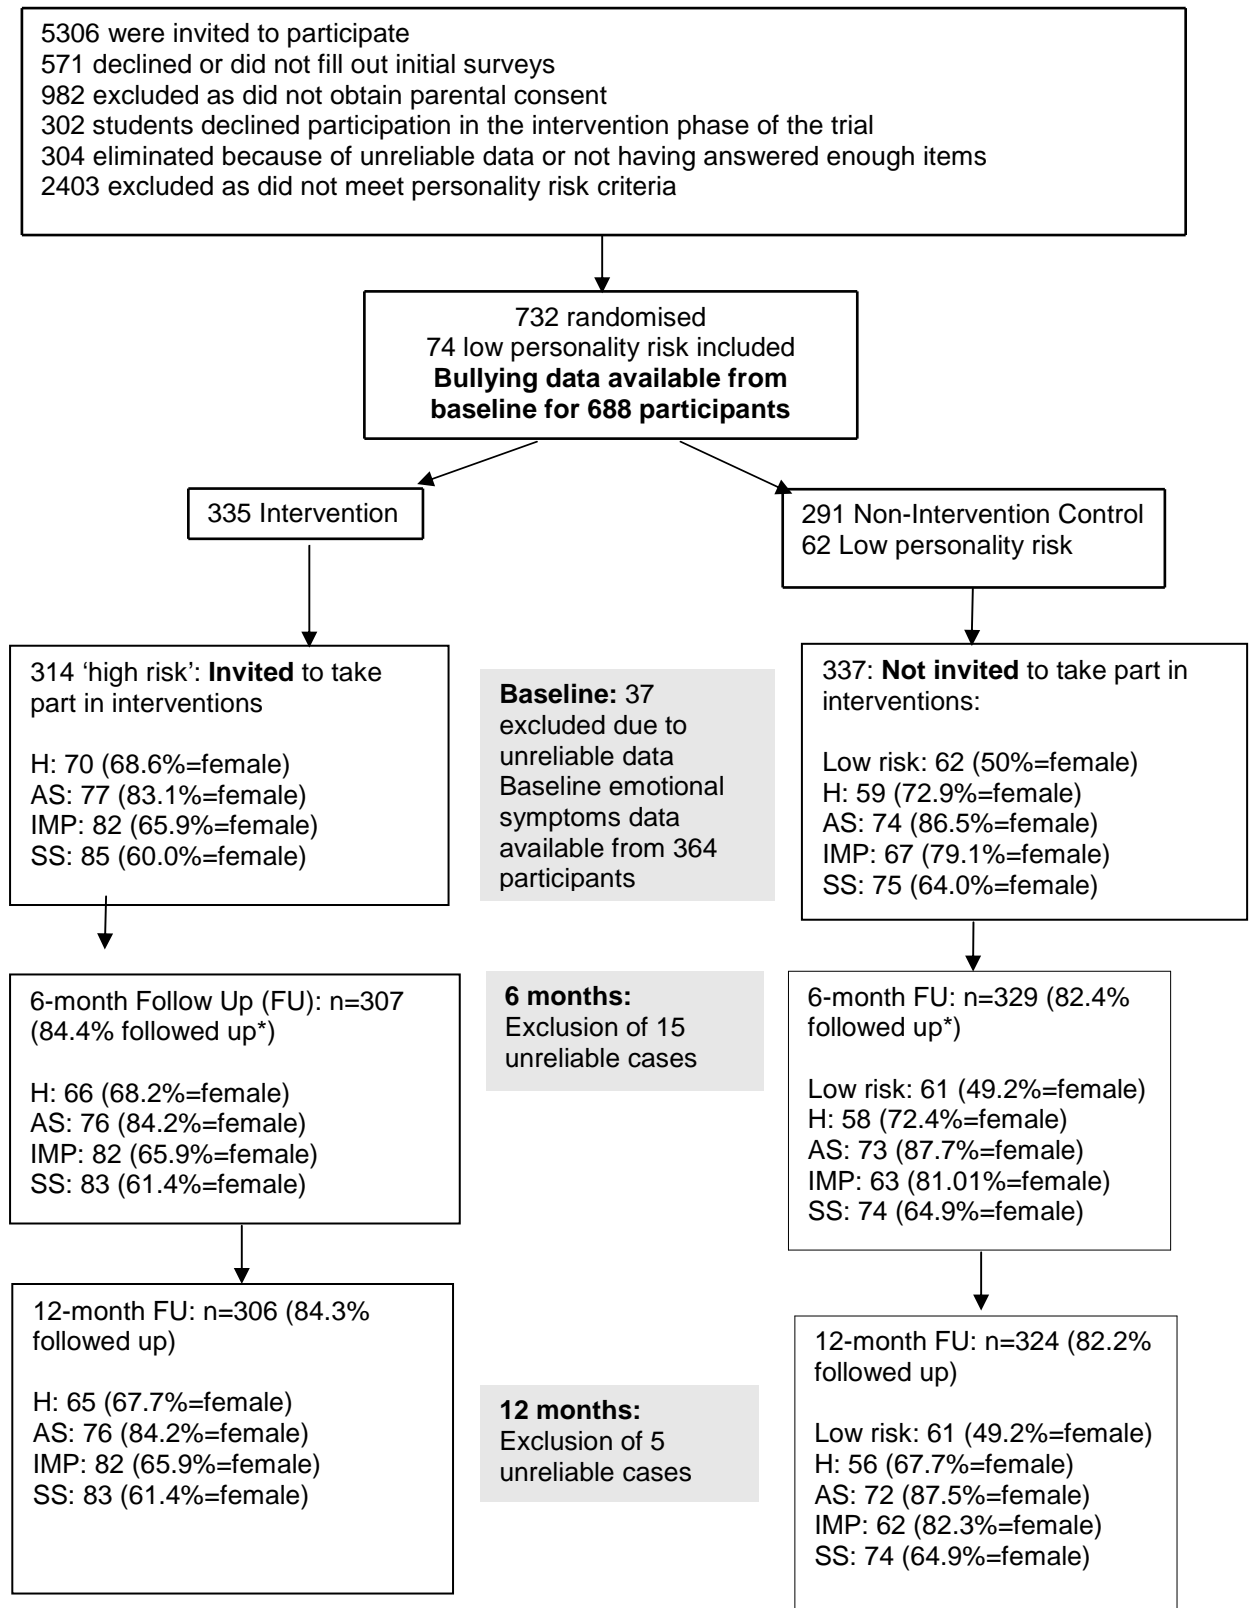 5306 were invited to participate
571 declined or did not fill out initial surveys
982 excluded as did not obtain parental consent
302 students declined participation in the intervention phase of the trial
304 eliminated because of unreliable data or not having answered enough items
2403 excluded as did not meet personality risk criteria
732 randomised
74 low personality risk included
Bullying data available from
baseline for 688 participants
335 Intervention
291 Non-Intervention Control
62 Low personality risk
314 ‘high risk’: Invited to take
part in interventions
H: 70 (68.6%=female)
AS: 77 (83.1%=female)
IMP: 82 (65.9%=female)
SS: 85 (60.0%=female)
Baseline: 37
excluded due to
unreliable data
Baseline emotional
symptoms data
available from 364
participants
337: Not invited to take part in
interventions:
Low risk: 62 (50%=female)
H: 59 (72.9%=female)
AS: 74 (86.5%=female)
IMP: 67 (79.1%=female)
SS: 75 (64.0%=female)
6-month Follow Up (FU): n=307
(84.4% followed up*)
H: 66 (68.2%=female)
AS: 76 (84.2%=female)
IMP: 82 (65.9%=female)
SS: 83 (61.4%=female)
6 months:
Exclusion of 15
unreliable cases
6-month FU: n=329 (82.4%
followed up*)
Low risk: 61 (49.2%=female)
H: 58 (72.4%=female)
AS: 73 (87.7%=female)
IMP: 63 (81.01%=female)
SS: 74 (64.9%=female)
12-month FU: n=306 (84.3%
followed up)
H: 65 (67.7%=female)
AS: 76 (84.2%=female)
IMP: 82 (65.9%=female)
SS: 83 (61.4%=female)
12 months:
Exclusion of 5
unreliable cases
12-month FU: n=324 (82.2%
followed up)
Low risk: 61 (49.2%=female)
H: 56 (67.7%=female)
AS: 72 (87.5%=female)
IMP: 62 (82.3%=female)
SS: 74 (64.9%=female)